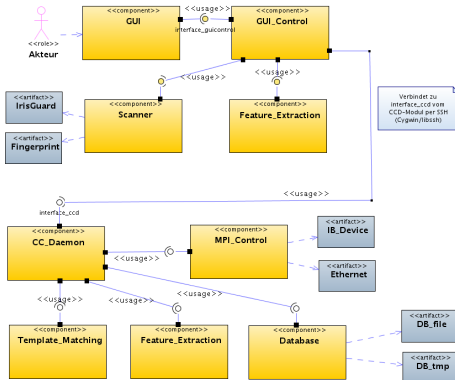 <<component>>
GUI
<<usage>>
interface_guicontrol
<<component>>
GUI_Control
<<role>>
Akteur
<<usage>>
<<usage>>
<<artifact>>
IrisGuard
<<artifact>>
Fingerprint
<<component>>
Scanner
<<component>>
Feature_Extraction
Verbindet zu
interface_ccd vom
CCD-Modul per SSH
(Cygwin/libssh)
<<usage>>
interface_ccd
<<component>>
CC_Daemon
<<usage>>
<<component>>
MPI_Control
<<artifact>>
IB_Device
<<artifact>>
Ethernet
<<usage>>
<<usage>>
<<usage>>
<<component>>
Template_Matching
<<component>>
Feature_Extraction
<<component>>
Database
<<artifact>>
DB_file
<<artifact>>
DB_tmp